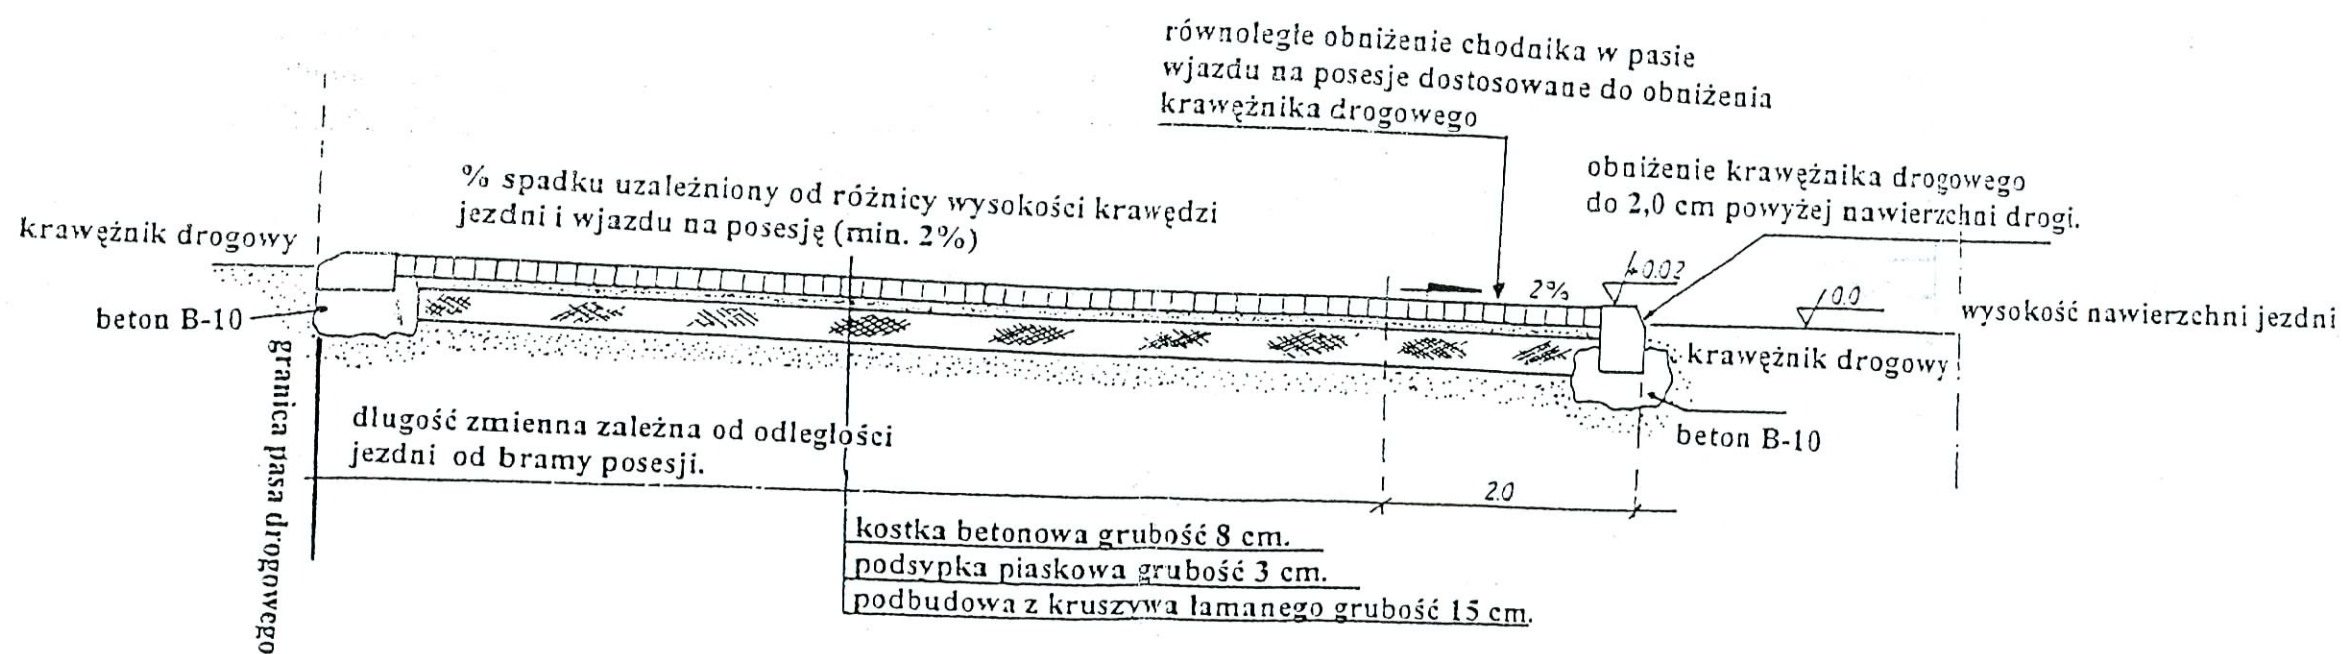 równoległe obniżenie chodnika w pasie
wjazdu na posesje dostosowane do obniżenia
krawężnika drogowego
obniżenie krawężnika drogowego
do 2,0 cm powyżej nawierzchni drogi.
% spadku uzależniony od różnicy wysokości krawędzi
jezdni i wjazdu na posesję (min. 2%)
krawężnik drogowy
2%
+0.02
0.0
wysokość nawierzchni jezdni
beton B-10
krawężnik drogowy
beton B-10
granica pasa drogowego
długość zmienna zależna od odległości
jezdni od bramy posesji.
2.0
kostka betonowa grubość 8 cm.
podsypka piaskowa grubość 3 cm.
podbudowa z kruszywa łamanego grubość 15 cm.